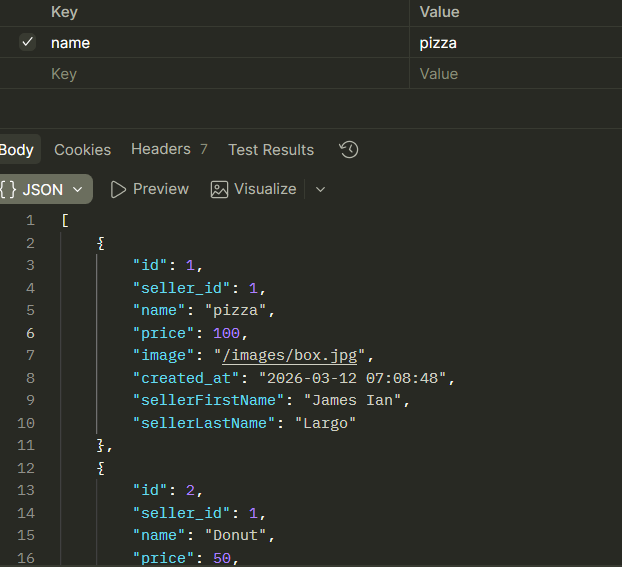 Key Value
name pizza
Key Value
Body Cookies Headers 7 Test Results
{} JSON Preview Visualize
1 [
2 {
3 "id": 1,
4 "seller_id": 1,
5 "name": "pizza",
6 "price": 100,
7 "image": "/images/box.jpg",
8 "created_at": "2026-03-12 07:08:48",
9 "sellerFirstName": "James Ian",
10 "sellerLastName": "Largo"
11 },
12 {
13 "id": 2,
14 "seller_id": 1,
15 "name": "Donut",
16 "price": 50,